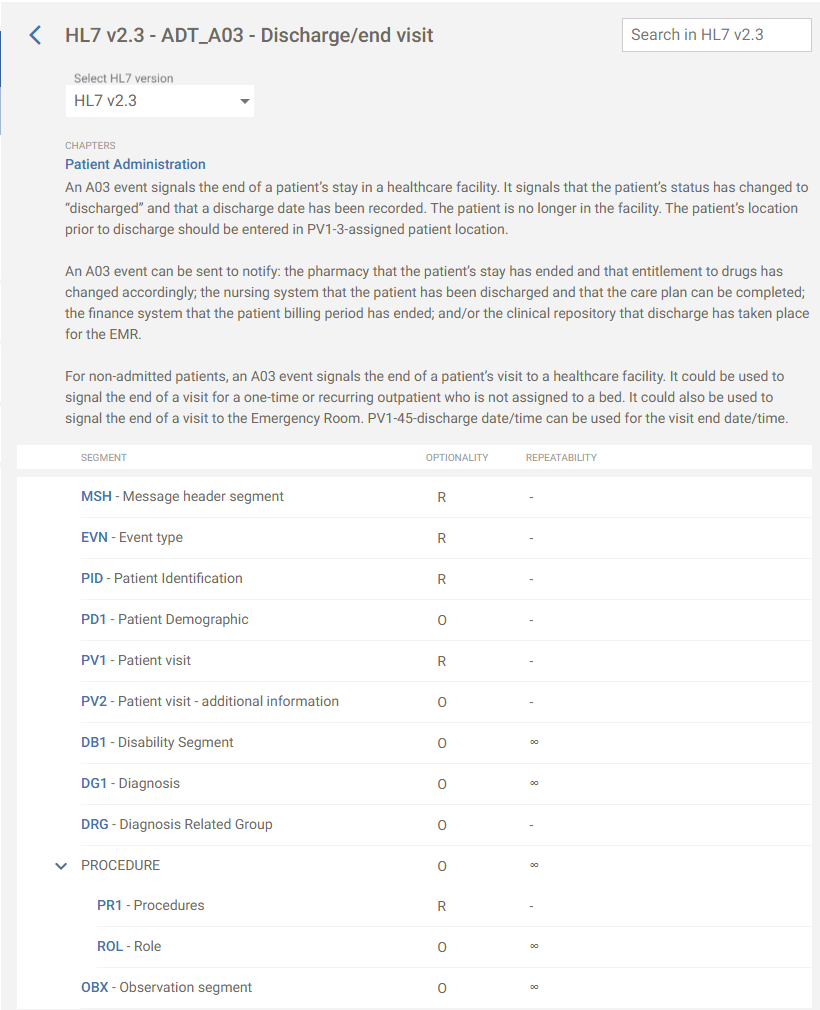 HL7 v2.3 - ADT_A03 - Discharge/end visit
Search in HL7 v2.3
Select HL7 version
HL7 v2.3
CHAPTERS
Patient Administration
An A03 event signals the end of a patient’s stay in a healthcare facility. It signals that the patient’s status has changed to
“discharged” and that a discharge date has been recorded. The patient is no longer in the facility. The patient’s location
prior to discharge should be entered in PV1-3-assigned patient location.
An A03 event can be sent to notify: the pharmacy that the patient’s stay has ended and that entitlement to drugs has
changed accordingly; the nursing system that the patient has been discharged and that the care plan can be completed;
the finance system that the patient billing period has ended; and/or the clinical repository that discharge has taken place
for the EMR.
For non-admitted patients, an A03 event signals the end of a patient’s visit to a healthcare facility. It could be used to
signal the end of a visit for a one-time or recurring outpatient who is not assigned to a bed. It could also be used to
signal the end of a visit to the Emergency Room. PV1-45-discharge date/time can be used for the visit end date/time.
SEGMENT OPTIONALITY REPEATABILITY
MSH - Message header segment R -
EVN - Event type R -
PID - Patient Identification R -
PD1 - Patient Demographic O -
PV1 - Patient visit R -
PV2 - Patient visit - additional information O -
DB1 - Disability Segment O ∞
DG1 - Diagnosis O ∞
DRG - Diagnosis Related Group O -
PROCEDURE O ∞
PR1 - Procedures R -
ROL - Role O ∞
OBX - Observation segment O ∞